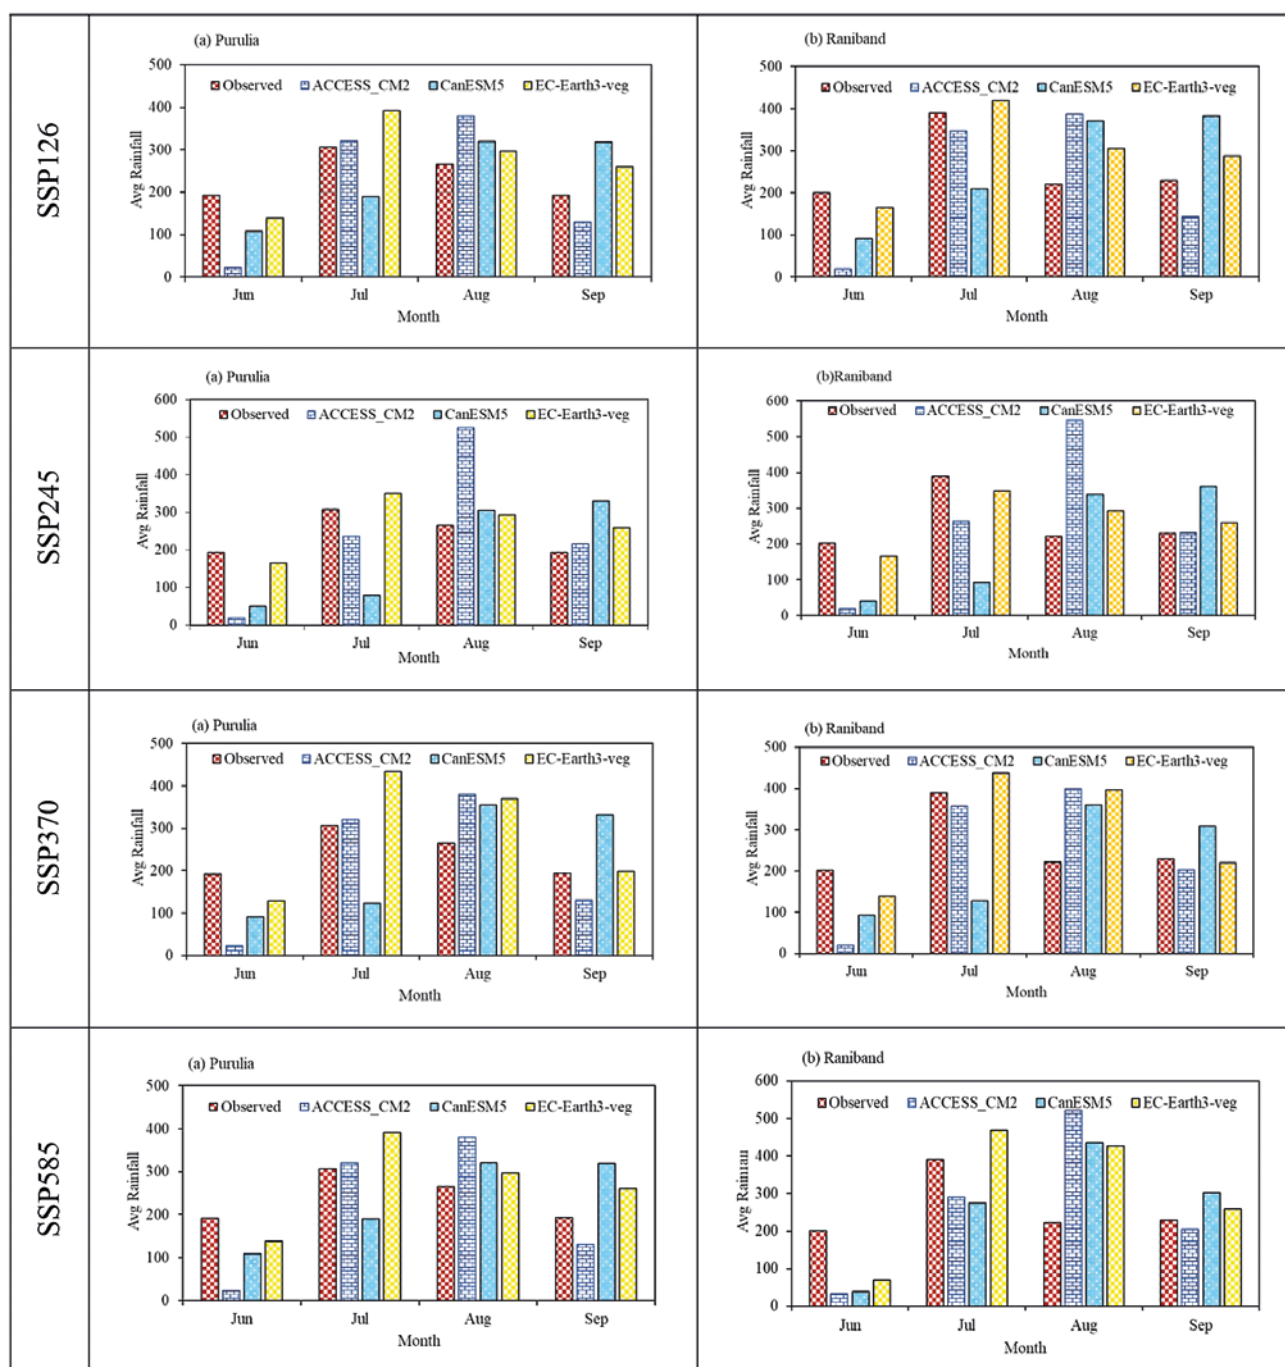 SSP126
(a) Purulia
Observed ACCESS_CM2 CanESM5 EC-Earth3-veg
Avg Rainfall
500
400
300
200
100
0
Jun Jul Aug Sep
Month
(b) Raniband
Observed ACCESS_CM2 CanESM5 EC-Earth3-veg
Avg Rainfall
500
400
300
200
100
0
Jun Jul Aug Sep
Month
SSP245
(a) Purulia
Observed ACCESS_CM2 CanESM5 EC-Earth3-veg
Avg Rainfall
600
500
400
300
200
100
0
Jun Jul Aug Sep
Month
(b)Raniband
Observed ACCESS_CM2 CanESM5 EC-Earth3-veg
Avg Rainfall
600
500
400
300
200
100
0
Jun Jul Aug Sep
Month
SSP370
(a) Purulia
Observed ACCESS_CM2 CanESM5 EC-Earth3-veg
Avg Rainfall
500
400
300
200
100
0
Jun Jul Aug Sep
Month
(b) Raniband
Observed ACCESS_CM2 CanESM5 EC-Earth3-veg
Avg Rainfall
500
400
300
200
100
0
Jun Jul Aug Sep
Month
SSP585
(a) Purulia
Observed ACCESS_CM2 CanESM5 EC-Earth3-veg
Avg Rainfall
500
400
300
200
100
0
Jun Jul Aug Sep
Month
(b) Raniband
Observed ACCESS_CM2 CanESM5 EC-Earth3-veg
Avg Rainfall
600
500
400
300
200
100
0
Jun Jul Aug Sep
Month